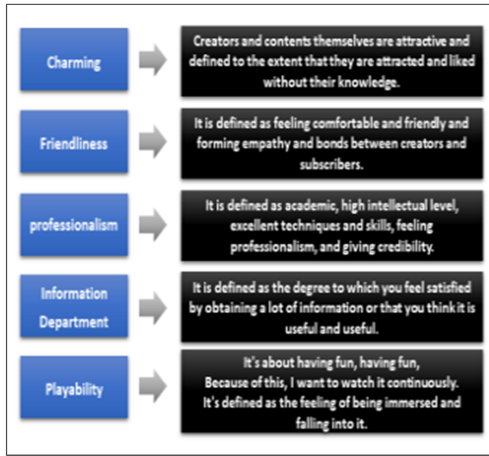 Charming
Creators and contents themselves are attractive and
defined to the extent that they are attracted and liked
without their knowledge.
Friendliness
It is defined as feeling comfortable and friendly and
forming empathy and bonds between creators and
subscribers.
professionalism
It is defined as academic, high intellectual level,
excellent techniques and skills, feeling
professionalism, and giving credibility.
Information
Department
It is defined as the degree to which you feel satisfied
by obtaining a lot of information or that you think it is
useful and useful.
Playability
It's about having fun, having fun,
Because of this, I want to watch it continuously.
It's defined as the feeling of being immersed and
falling into it.